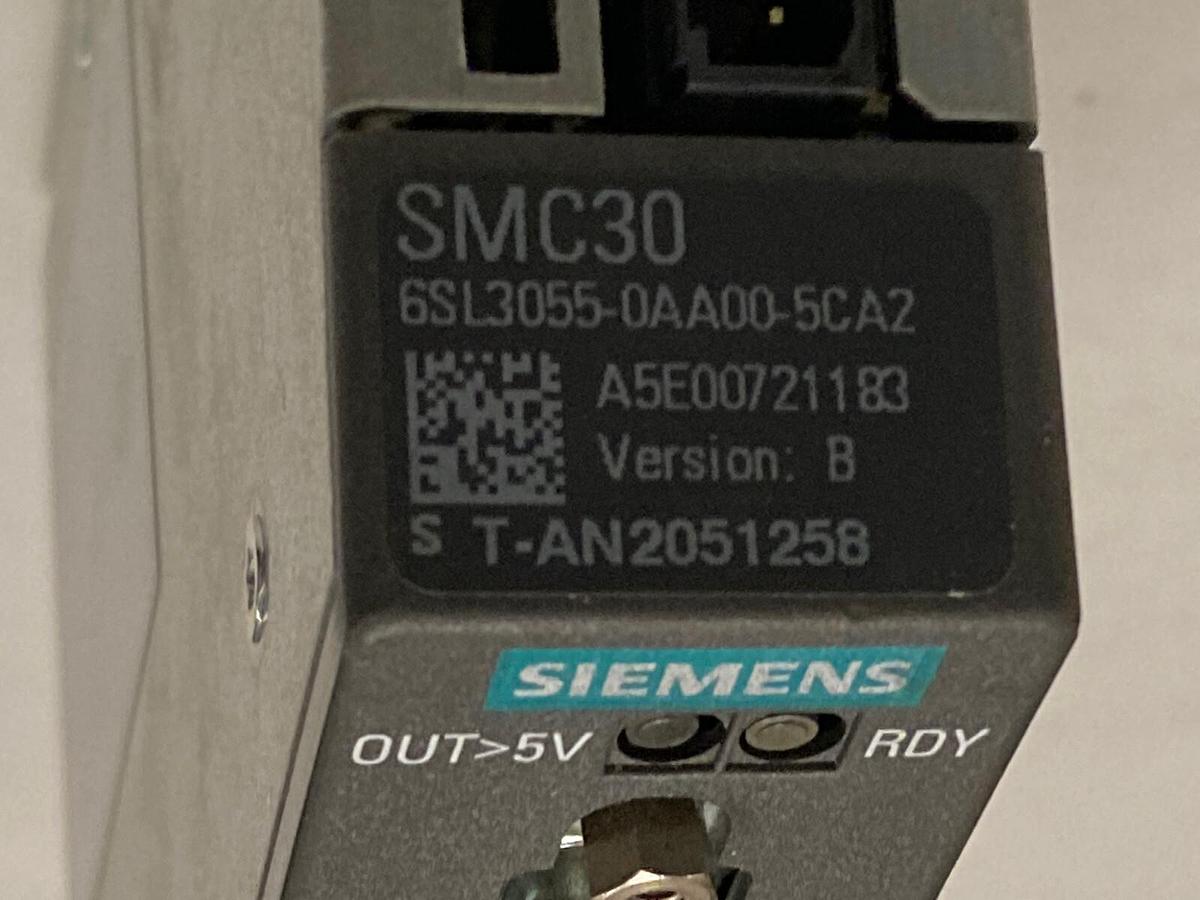 SMC30
6SL3055-0AA00-5CA2
A5E00721183
Version: B
S T-AN2051258
SIEMENS
OUT>5V RDY